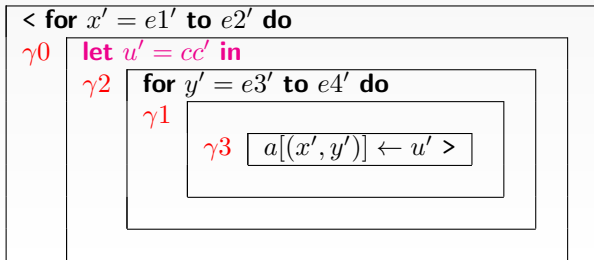 < for x′ = e1′ to e2′ do
γ0 let u′ = cc′ in
γ2 for y′ = e3′ to e4′ do
γ1
γ3 a[(x′, y′)] ← u′ >